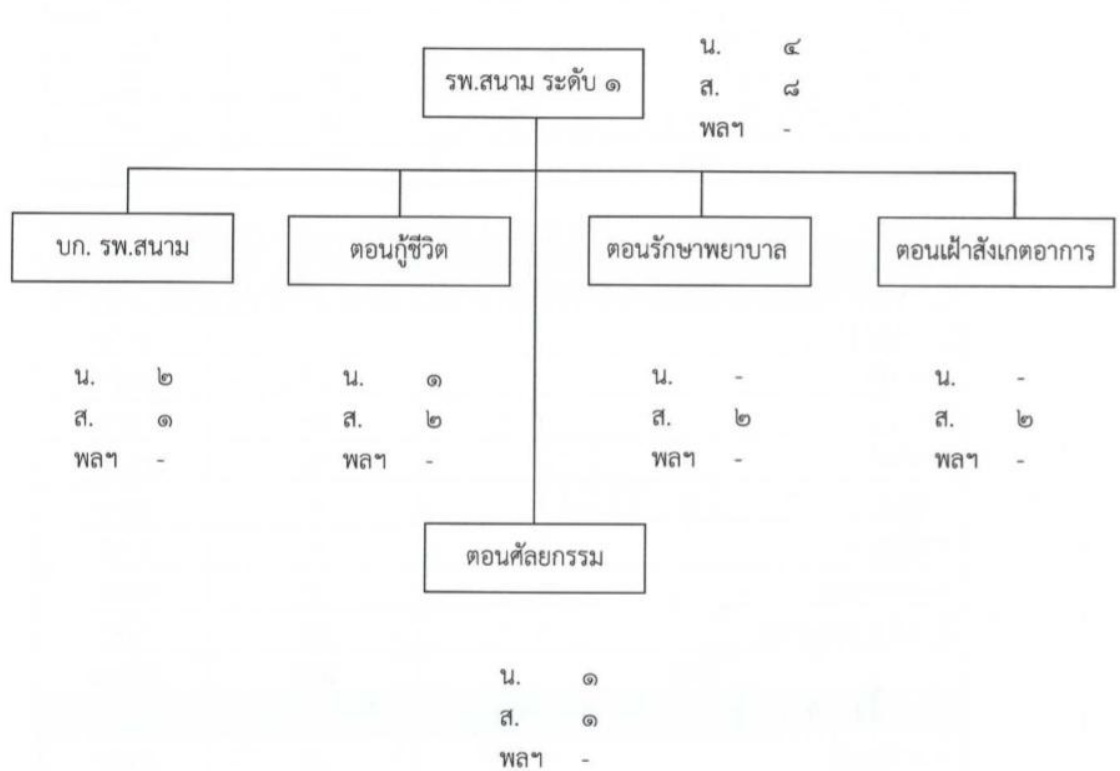 รพ.สนาม ระดับ ๑
น. ๔
ส. ๘
พลฯ -
บก. รพ.สนาม
ตอนกู้ชีวิต
ตอนรักษาพยาบาล
ตอนเฝ้าสังเกตอาการ
น. ๒
ส. ๑
พลฯ -
น. ๑
ส. ๒
พลฯ -
น. -
ส. ๒
พลฯ -
น. -
ส. ๒
พลฯ -
ตอนศัลยกรรม
น. ๑
ส. ๑
พลฯ -